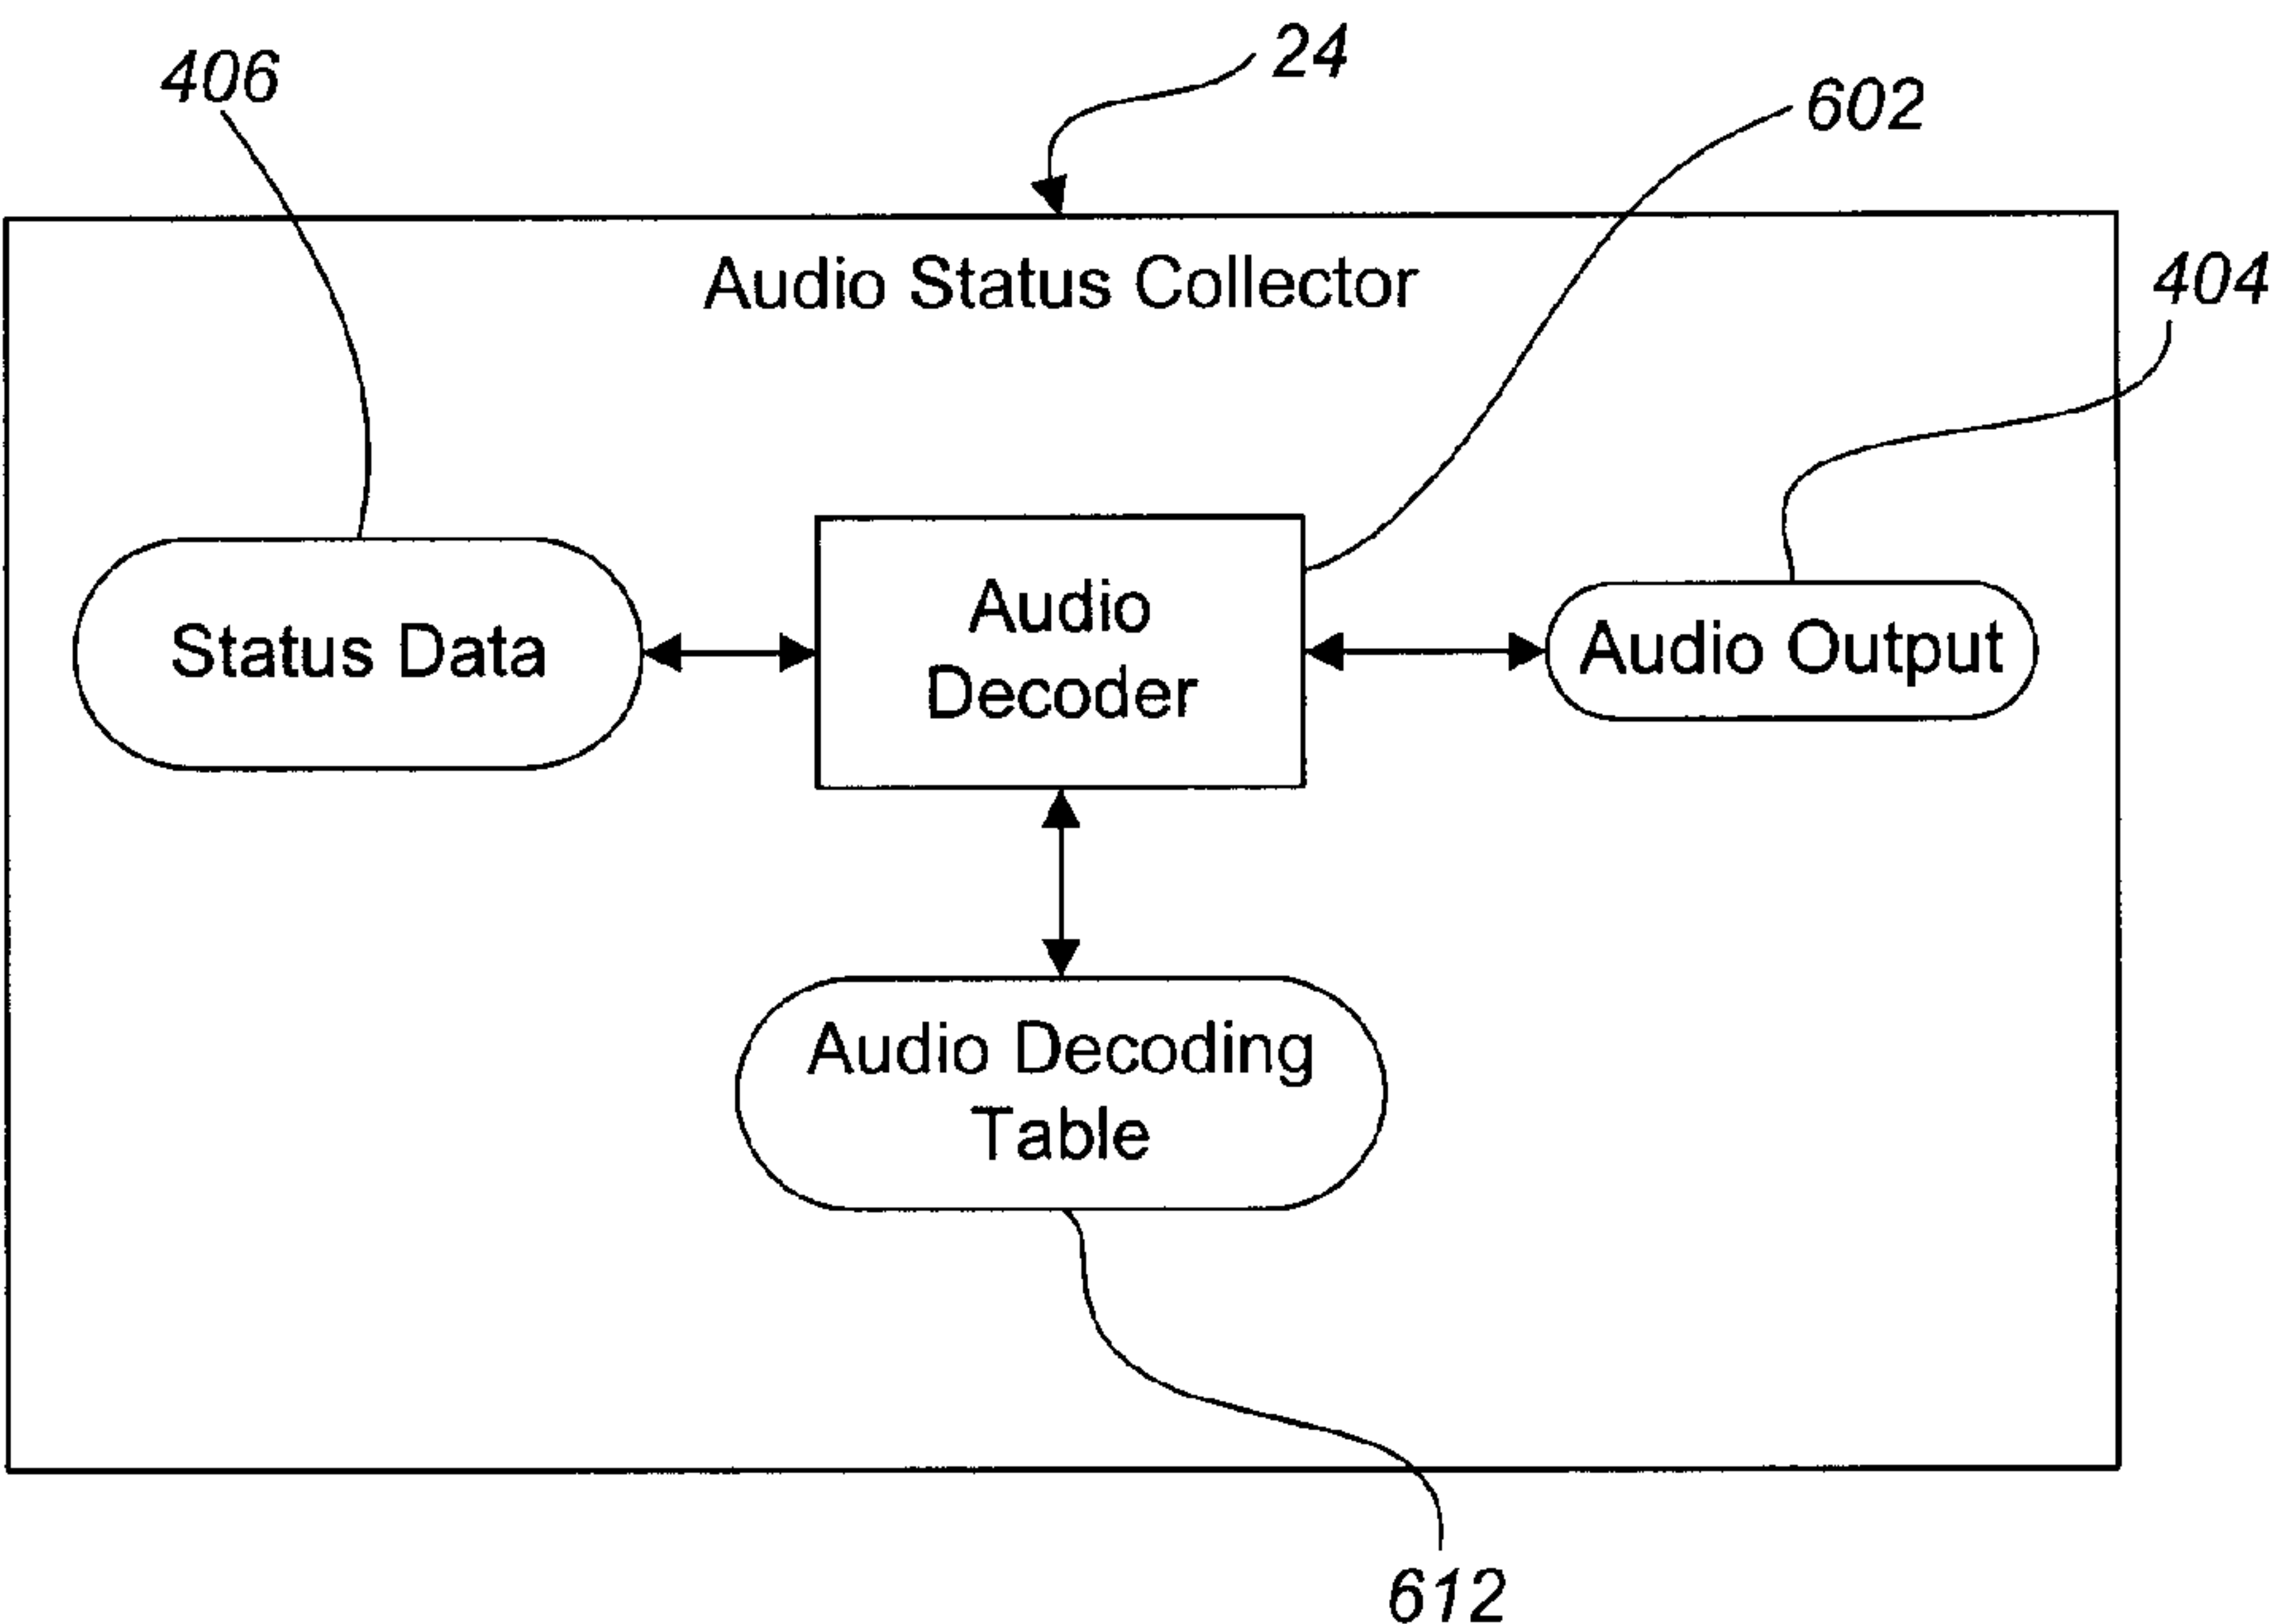 24
406
602
Audio Status Collector
404
Audio
Decoder
Status Data
Audio Output
Audio Decoding
Table
612